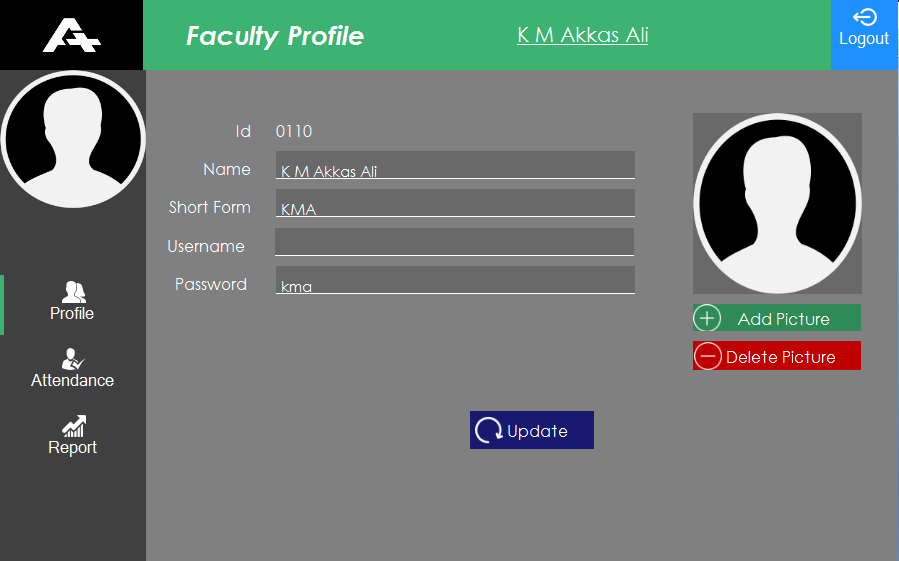 Faculty Profile
K M Akkas Ali
Logout
Id 0110
Name K M Akkas Ali
Short Form KMA
Username
Password kma
Profile
Attendance
Report
Add Picture
Delete Picture
Update